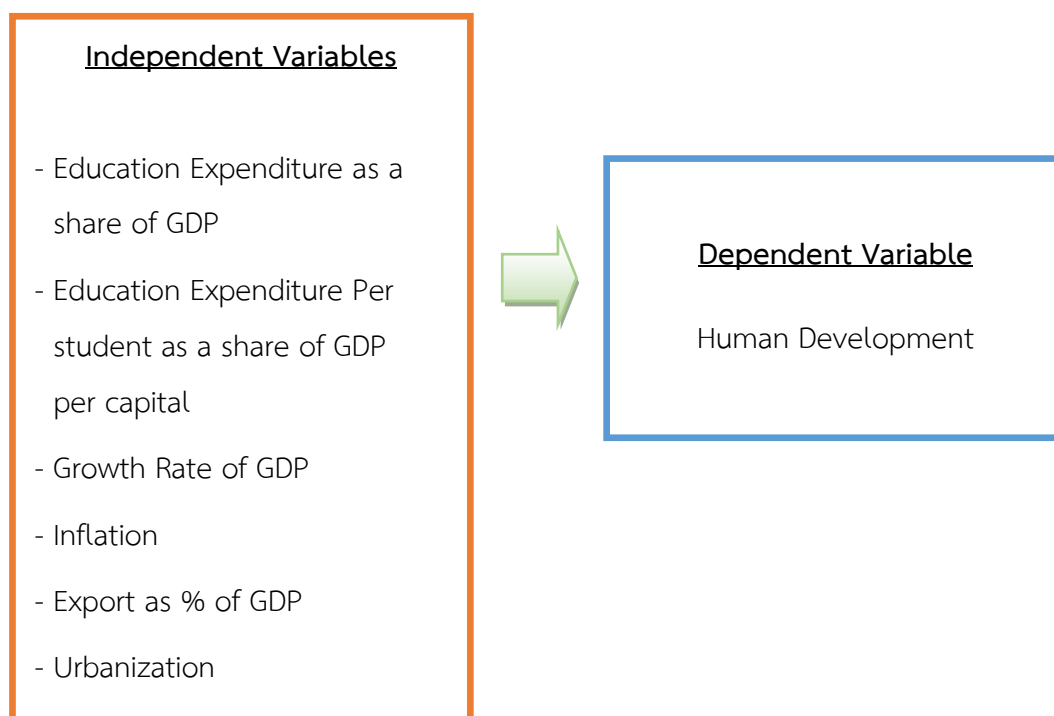 Independent Variables
- Education Expenditure as a
share of GDP
- Education Expenditure Per
student as a share of GDP
per capital
- Growth Rate of GDP
- Inflation
- Export as % of GDP
- Urbanization
Dependent Variable
Human Development